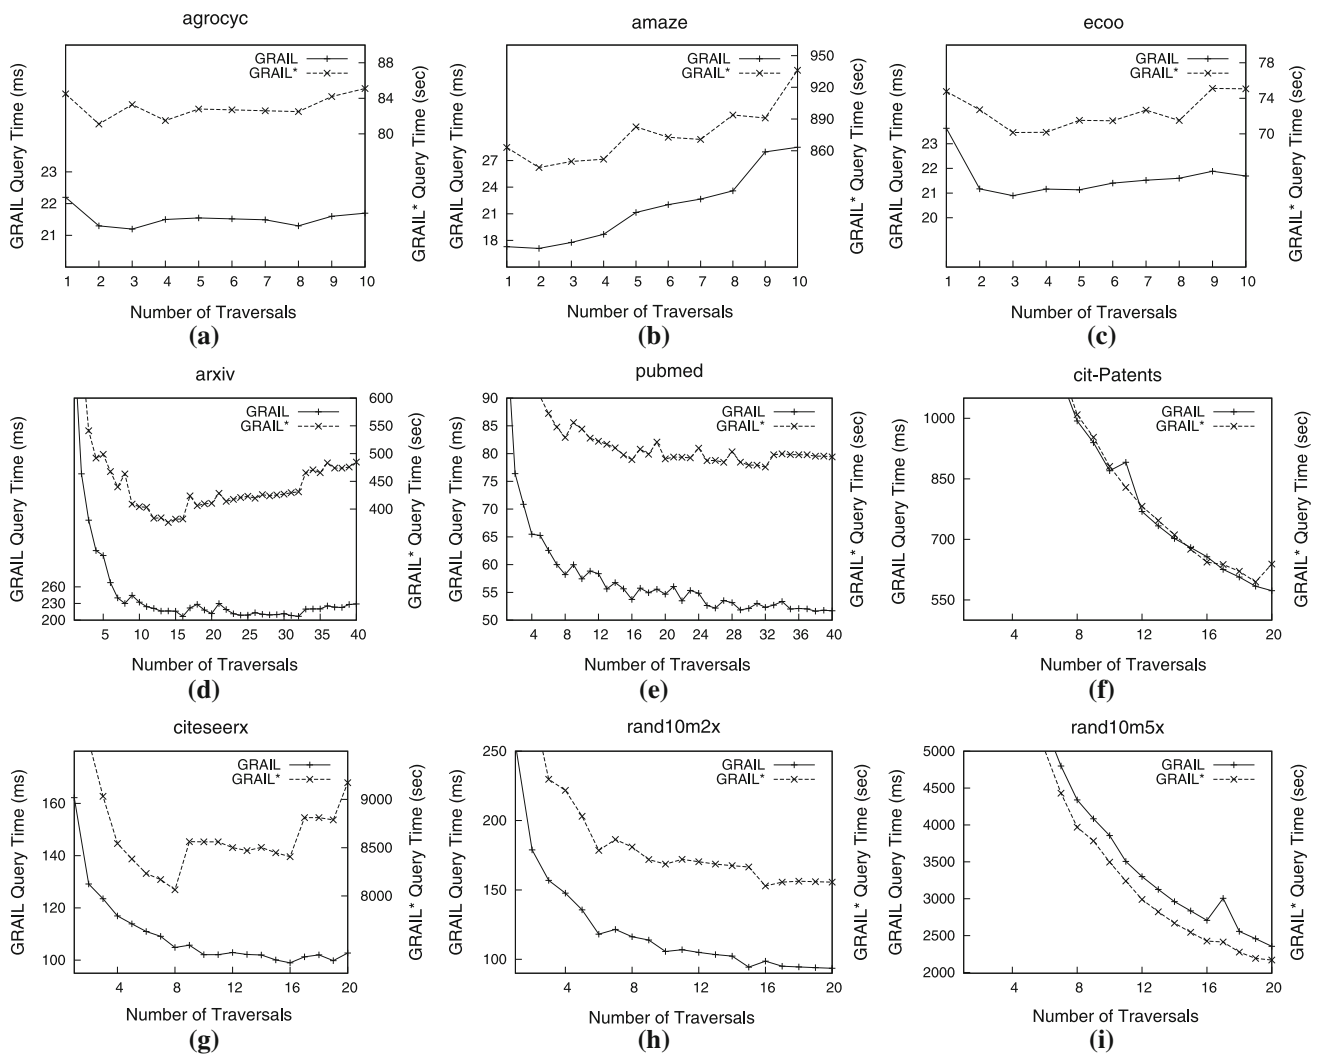 agrocyc
GRAIL
GRAIL*
GRAIL Query Time (ms)
23
22
21
88
84
80
GRAIL* Query Time (sec)
1 2 3 4 5 6 7 8 9 10
Number of Traversals
(a)
amaze
GRAIL
GRAIL*
GRAIL Query Time (ms)
27
24
21
18
950
920
890
860
GRAIL* Query Time (sec)
1 2 3 4 5 6 7 8 9 10
Number of Traversals
(b)
ecoo
GRAIL
GRAIL*
GRAIL Query Time (ms)
23
22
21
20
78
74
70
GRAIL* Query Time (sec)
1 2 3 4 5 6 7 8 9 10
Number of Traversals
(c)
arxiv
GRAIL
GRAIL*
GRAIL Query Time (ms)
260
230
200
600
500
450
400
GRAIL* Query Time (sec)
5 10 15 20 25 30 35 40
Number of Traversals
(d)
pubmed
GRAIL
GRAIL*
GRAIL Query Time (ms)
90
85
80
75
70
65
60
55
50
GRAIL* Query Time (sec)
4 8 12 16 20 24 28 32 36 40
Number of Traversals
(e)
cit-Patents
GRAIL
GRAIL*
GRAIL Query Time (ms)
1000
850
700
550
GRAIL* Query Time (sec)
4 8 12 16 20
Number of Traversals
(f)
citeseerx
GRAIL
GRAIL*
GRAIL Query Time (ms)
160
140
120
100
9000
8500
8000
GRAIL* Query Time (sec)
4 8 12 16 20
Number of Traversals
(g)
rand10m2x
GRAIL
GRAIL*
GRAIL Query Time (ms)
250
200
150
100
GRAIL* Query Time (sec)
4 8 12 16 20
Number of Traversals
(h)
rand10m5x
GRAIL
GRAIL*
GRAIL Query Time (ms)
5000
4500
4000
3500
3000
2500
2000
GRAIL* Query Time (sec)
4 8 12 16 20
Number of Traversals
(i)